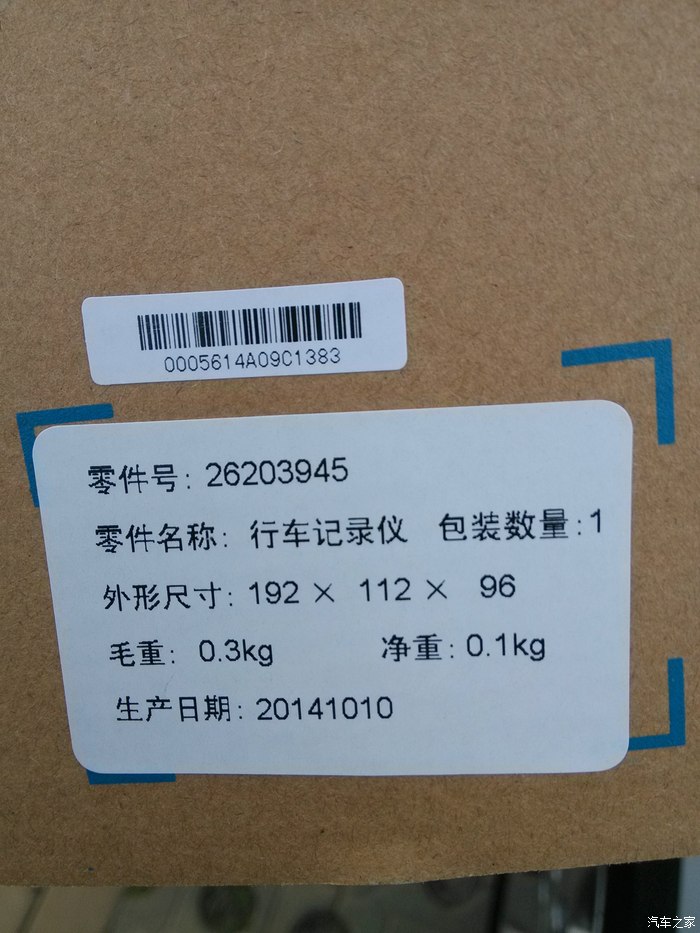 0005614A09C1383
零件号: 26203945
零件名称: 行车记录仪 包装数量:1
外形尺寸: 192 × 112 × 96
毛重: 0.3kg 净重: 0.1kg
生产日期: 20141010
汽车之家